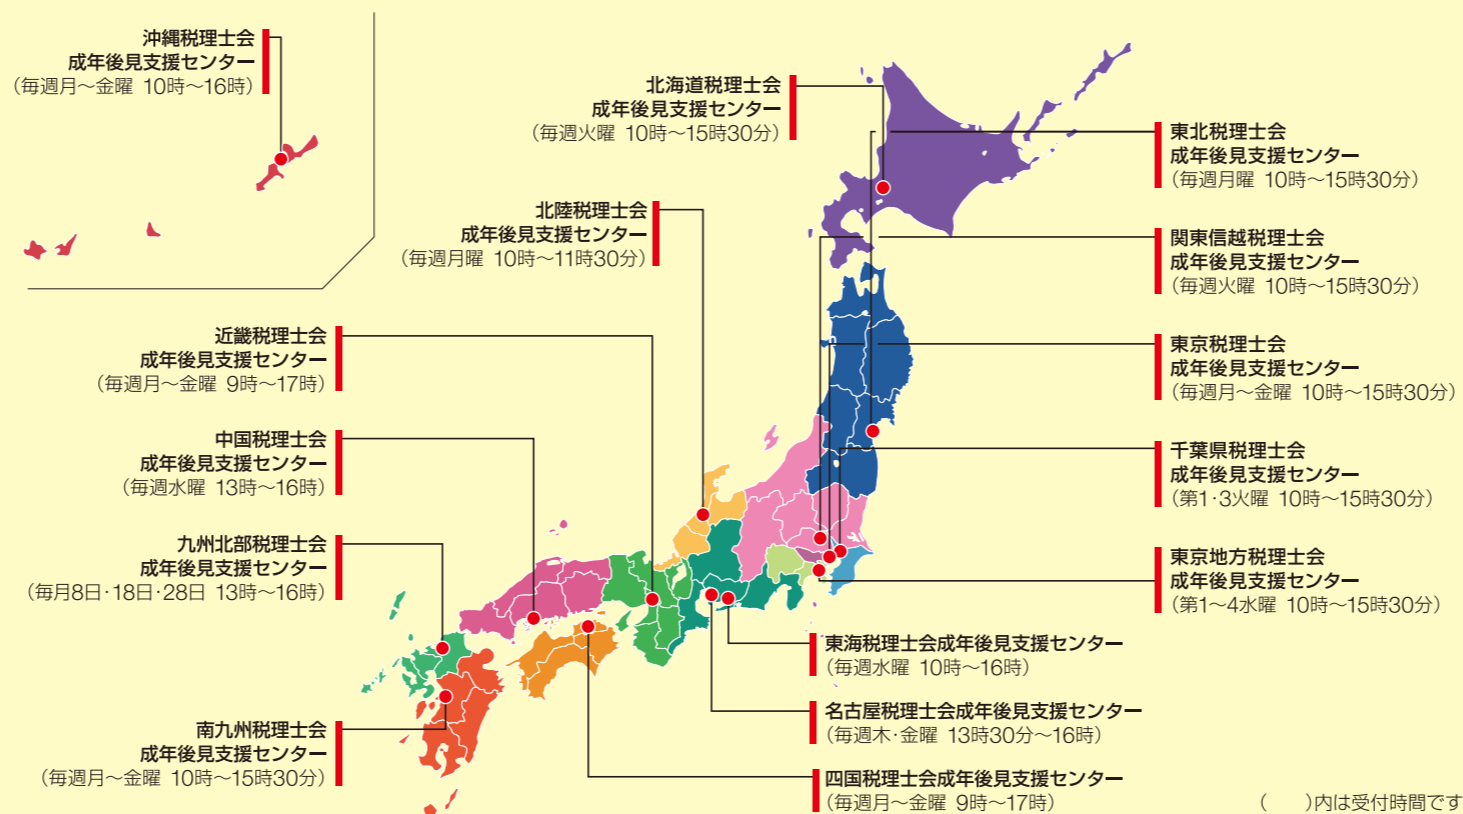 沖縄税理士会
成年後見支援センター
（毎週月～金曜 10時～16時）
北海道税理士会
成年後見支援センター
（毎週火曜 10時～15時30分）
東北税理士会
成年後見支援センター
（毎週月曜 10時～15時30分）
北陸税理士会
成年後見支援センター
（毎週月曜 10時～11時30分）
関東信越税理士会
成年後見支援センター
（毎週火曜 10時～15時30分）
近畿税理士会
成年後見支援センター
（毎週月～金曜 9時～17時）
東京税理士会
成年後見支援センター
（毎週月～金曜 10時～15時30分）
中国税理士会
成年後見支援センター
（毎週水曜 13時～16時）
千葉県税理士会
成年後見支援センター
（第1・3火曜 10時～15時30分）
九州北部税理士会
成年後見支援センター
（毎月8日・18日・28日 13時～16時）
東京地方税理士会
成年後見支援センター
（第1～4水曜 10時～15時30分）
東海税理士会成年後見支援センター
（毎週水曜 10時～16時）
名古屋税理士会成年後見支援センター
（毎週木・金曜 13時30分～16時）
南九州税理士会
成年後見支援センター
（毎週月～金曜 10時～15時30分）
四国税理士会成年後見支援センター
（毎週月～金曜 9時～17時）
（　　）内は受付時間です